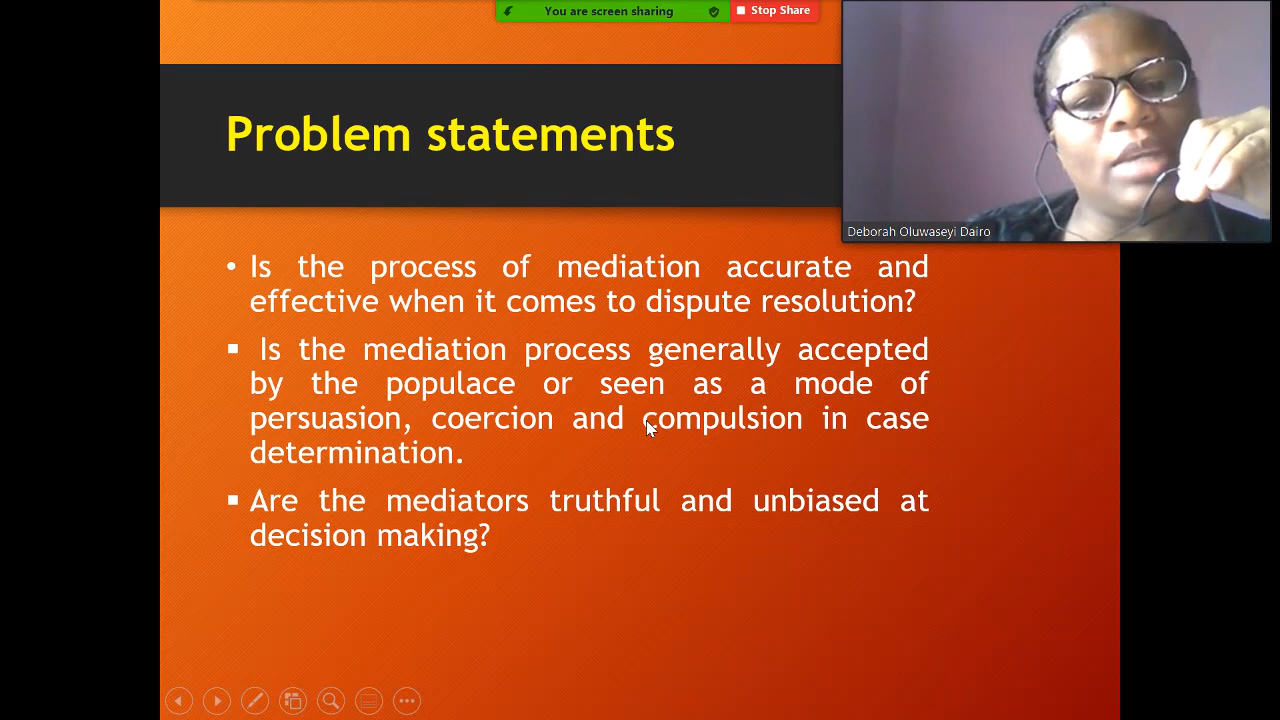 You are screen sharing
Stop Share
Problem statements
Deborah Oluwaseyi Dairo
• Is the process of mediation accurate and
effective when it comes to dispute resolution?
▪ Is the mediation process generally accepted
by the populace or seen as a mode of
persuasion, coercion and compulsion in case
determination.
▪ Are the mediators truthful and unbiased at
decision making?